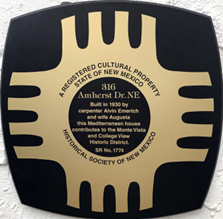 A REGISTERED CULTURAL PROPERTY
STATE OF NEW MEXICO
316
Amherst Dr. NE
Built in 1930 by
carpenter Alvin Emerich
and wife Augusta
this Mediterranean house
contributes to the Monte Vista
and College View
Historic District.
SR No. 1774
HISTORICAL SOCIETY OF NEW MEXICO